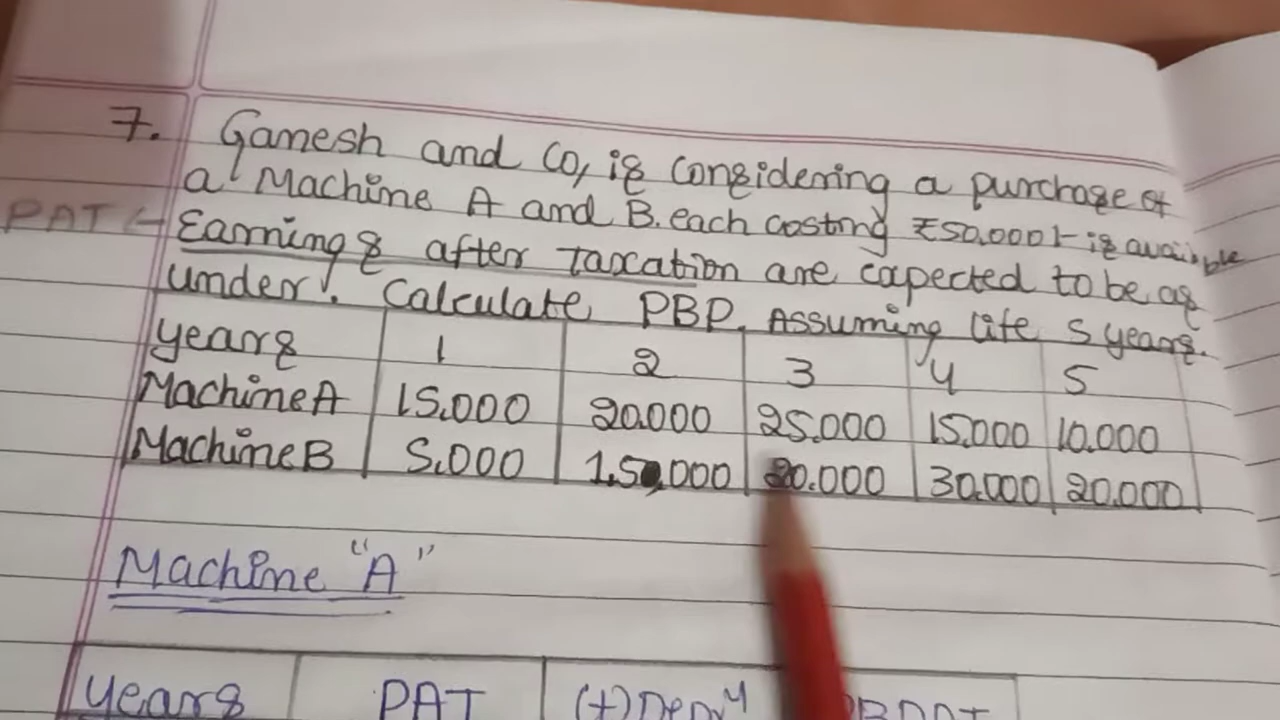 7. Ganesh and Co, is considering a purchase of
a Machine A and B. each costing ₹50,000/- is
PAT :- Earnings after taxation are expected to be as
under. Calculate PBP. Assuming life 5 years.
years 1 2 3 4 5
Machine A 15.000 20.000 25.000 15.000 10.000
Machine B 5.000 1.5 ,000 20.000 30.000 20.000
Machine "A"
years PAT (+) Depn